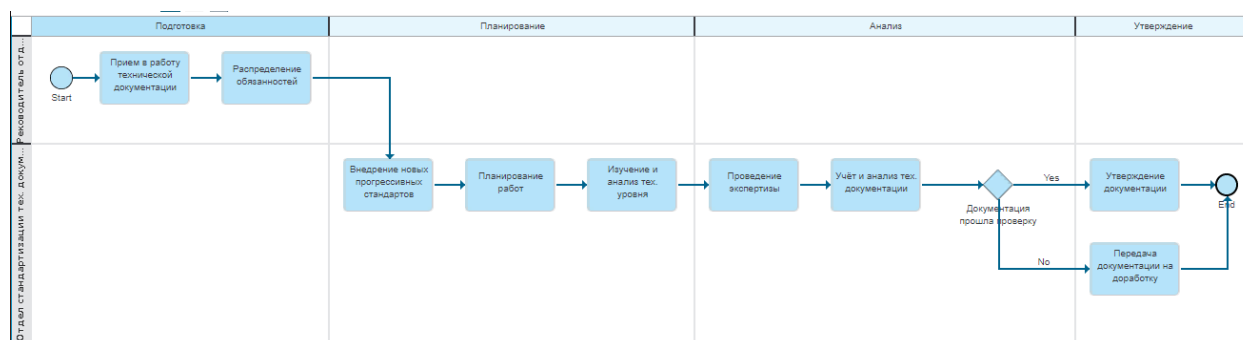 Подготовка
Планирование
Анализ
Утверждение
Руководитель отд...
Start
Прием в работу
технической
документации
Распределение
обязанностей
Отдел стандартизации тех. докум...
Внедрение новых
прогрессивных
стандартов
Планирование
работ
Изучение и
анализ тех.
уровня
Проведение
экспертизы
Учёт и анализ тех.
документации
Документация
прошла проверку
Yes
Утверждение
документации
End
No
Передача
документации на
доработку